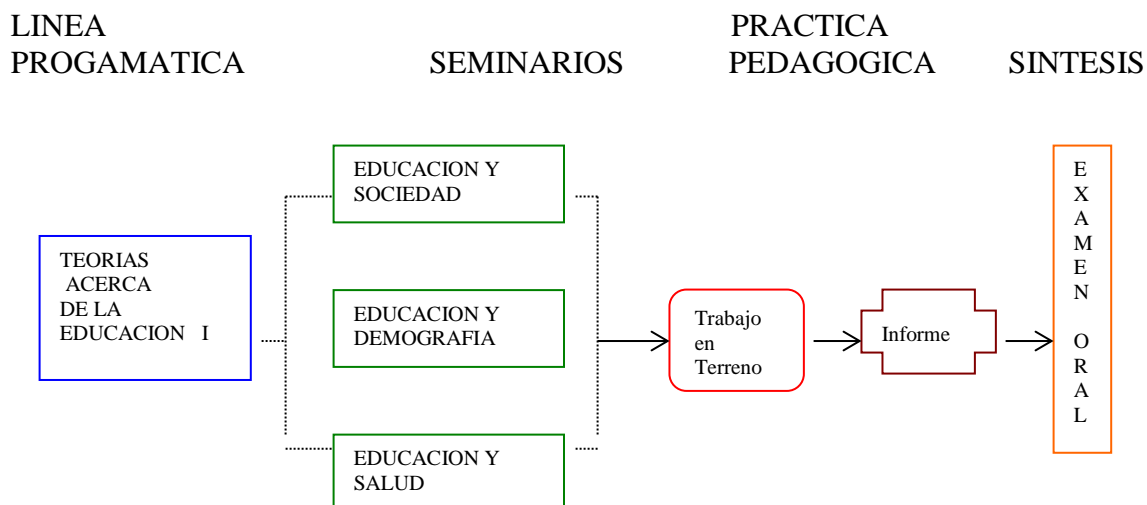 LINEA
PROGAMATICA
SEMINARIOS
PRACTICA
PEDAGOGICA
SINTESIS
TEORIAS
ACERCA
DE LA
EDUCACION I
EDUCACION Y
SOCIEDAD
EDUCACION Y
DEMOGRAFIA
EDUCACION Y
SALUD
Trabajo
en
Terreno
Informe
E
X
A
M
E
N
O
R
A
L